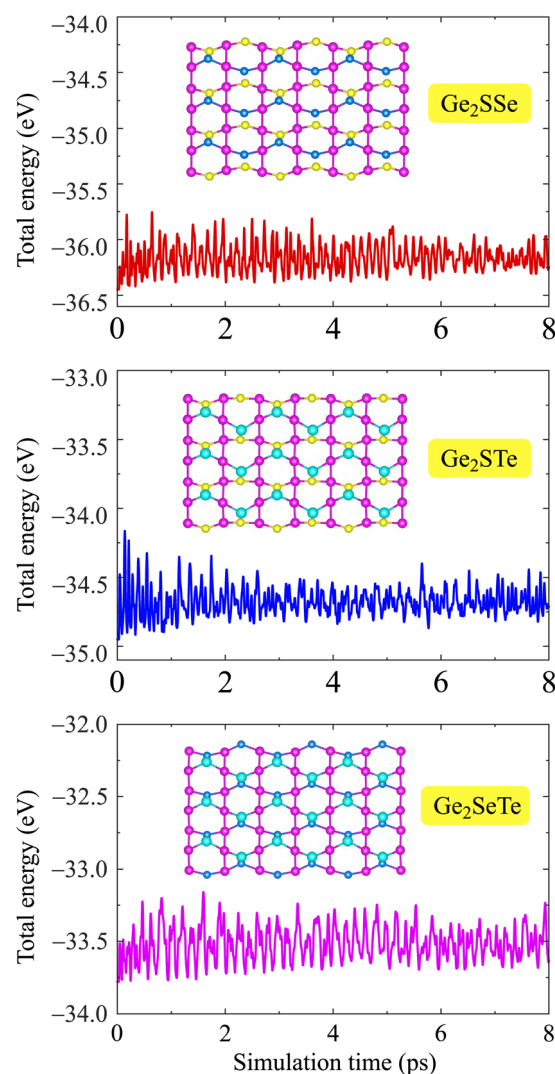 −34.0
−34.5
−35.0
−35.5
−36.0
−36.5
Total energy (eV)
Ge₂SSe
0 2 4 6 8
−33.0
−33.5
−34.0
−34.5
−35.0
Total energy (eV)
Ge₂STe
0 2 4 6 8
−32.0
−32.5
−33.0
−33.5
−34.0
Total energy (eV)
Ge₂SeTe
0 2 4 6 8
Simulation time (ps)